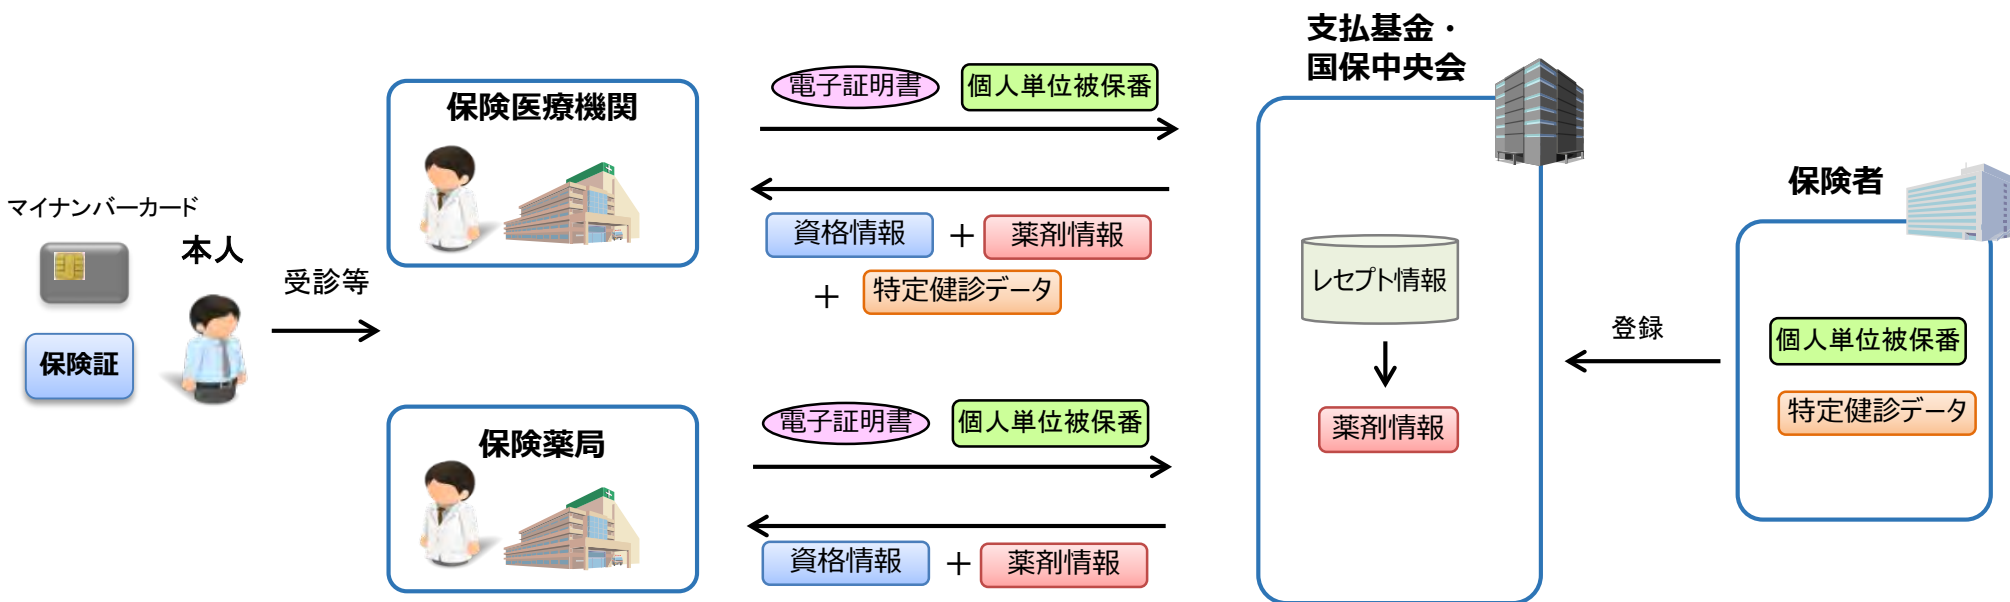 マイナンバーカード
本人
保険証
受診等
保険医療機関
電子証明書
個人単位被保番
資格情報
+
薬剤情報
+
特定健診データ
保険薬局
電子証明書
個人単位被保番
資格情報
+
薬剤情報
支払基金・
国保中央会
レセプト情報
薬剤情報
登録
保険者
個人単位被保番
特定健診データ